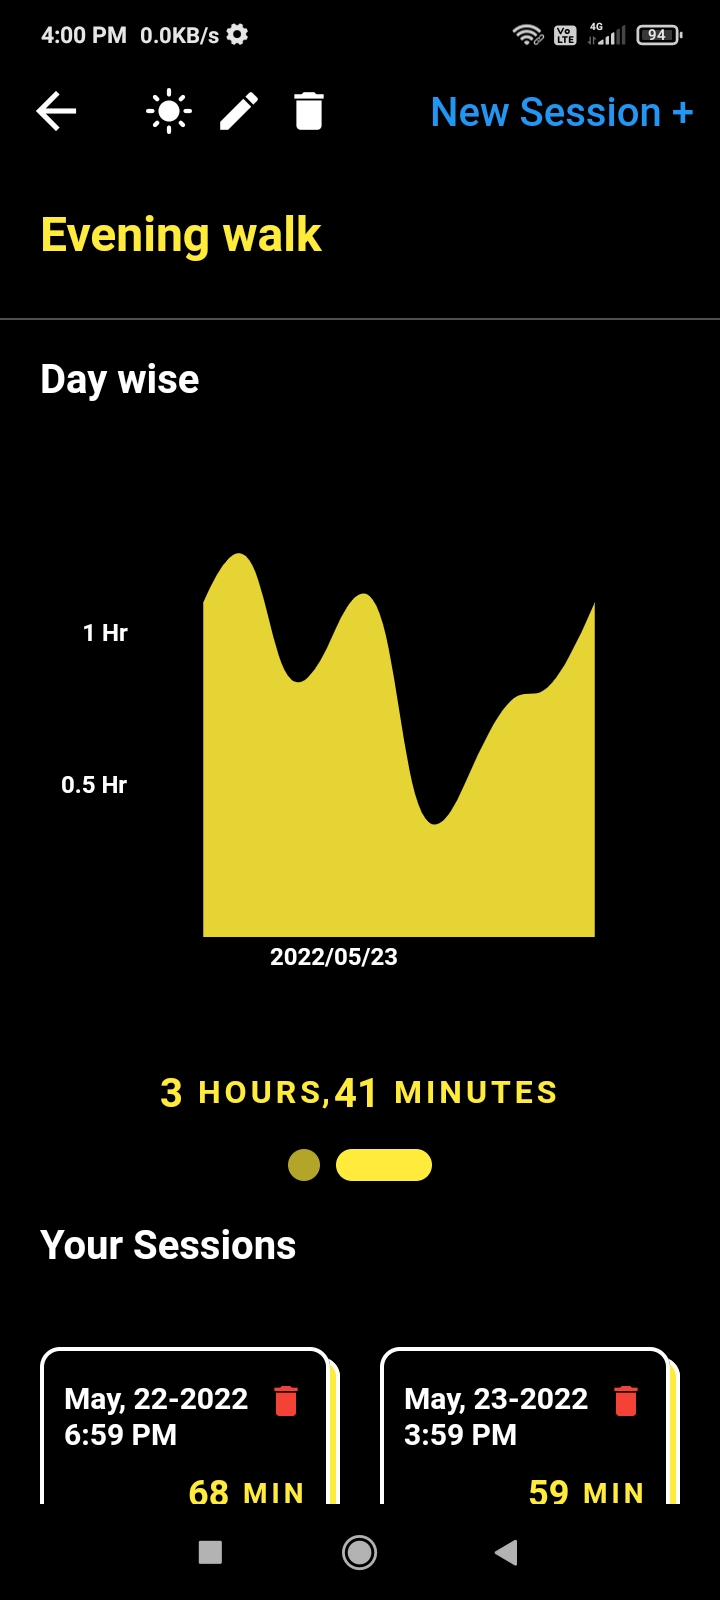 4:00 PM 0.0KB/s Vo LTE 4G 94
New Session +
Evening walk
Day wise
1 Hr
0.5 Hr
2022/05/23
3 HOURS,41 MINUTES
Your Sessions
May, 22-2022
6:59 PM
68 MIN
May, 23-2022
3:59 PM
59 MIN